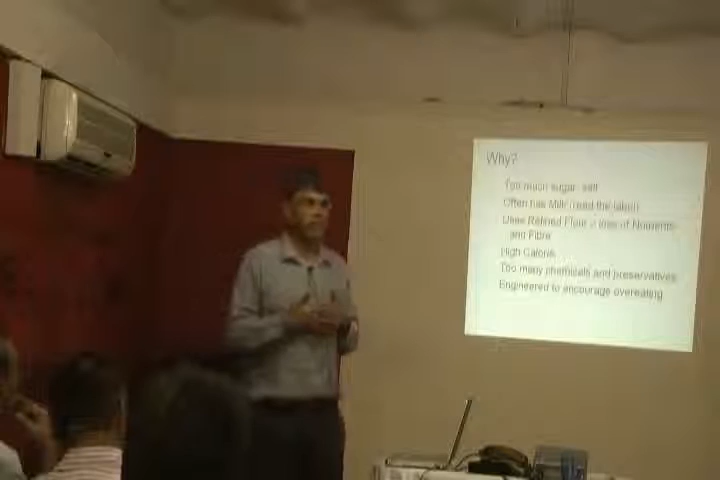 Why?
Too much sugar, salt
Often has Milk (read the label)
Uses Refined Flour – loss of Nutrients
and Fibre
High Calorie
Too many chemicals and preservatives
Engineered to encourage overeating